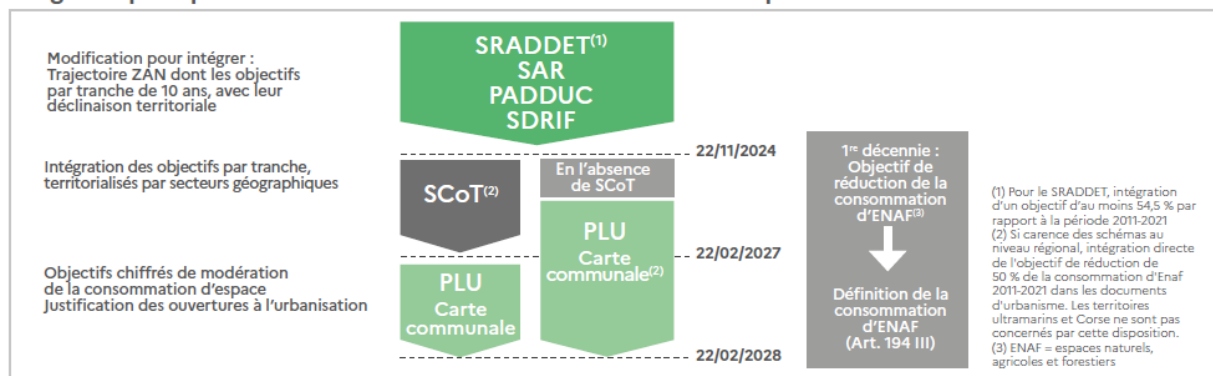 Modification pour intégrer :
Trajectoire ZAN dont les objectifs
par tranche de 10 ans, avec leur
déclinaison territoriale
SRADDET(1)
SAR
PADDUC
SDRIF
22/11/2024
Intégration des objectifs par tranche,
territorialisés par secteurs géographiques
SCoT(2)
En l'absence
de SCoT
PLU
Carte
communale(2)
22/02/2027
Objectifs chiffrés de modération
de la consommation d'espace
Justification des ouvertures à l'urbanisation
PLU
Carte
communale
22/02/2028
1re décennie :
Objectif de
réduction de la
consommation
d'ENAF(3)
Définition de la
consommation
d'ENAF
(Art. 194 III)
(1) Pour le SRADDET, intégration
d'un objectif d'au moins 54,5 % par
rapport à la période 2011-2021
(2) Si carence des schémas au
niveau régional, intégration directe
de l'objectif de réduction de
50 % de la consommation d'Enaf
2011-2021 dans les documents
d'urbanisme. Les territoires
ultramarins et Corse ne sont pas
concernés par cette disposition.
(3) ENAF = espaces naturels,
agricoles et forestiers